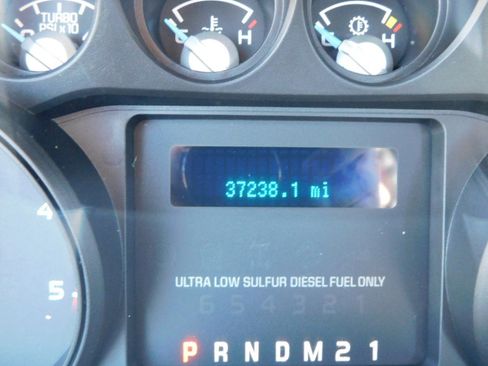 TURBO
PSI x 10
C H
C H
37238.1 mi
4
5
ULTRA LOW SULFUR DIESEL FUEL ONLY
6 5 4 3 2 1
P R N D M 2 1